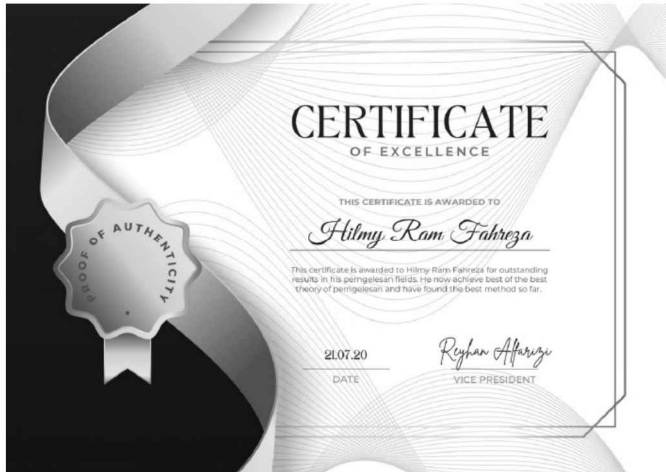 CERTIFICATE
OF EXCELLENCE
THIS CERTIFICATE IS AWARDED TO
Hilmy Ram Fahreza
This certificate is awarded to Hilmy Ram Fahreza for outstanding
results in his perngelesan fields. He now achieve best of the best
theory of perngelesan and have found the best method so far.
PROOF OF AUTHENTICITY
21.07.20
Reyhan Alfarizi
DATE
VICE PRESIDENT